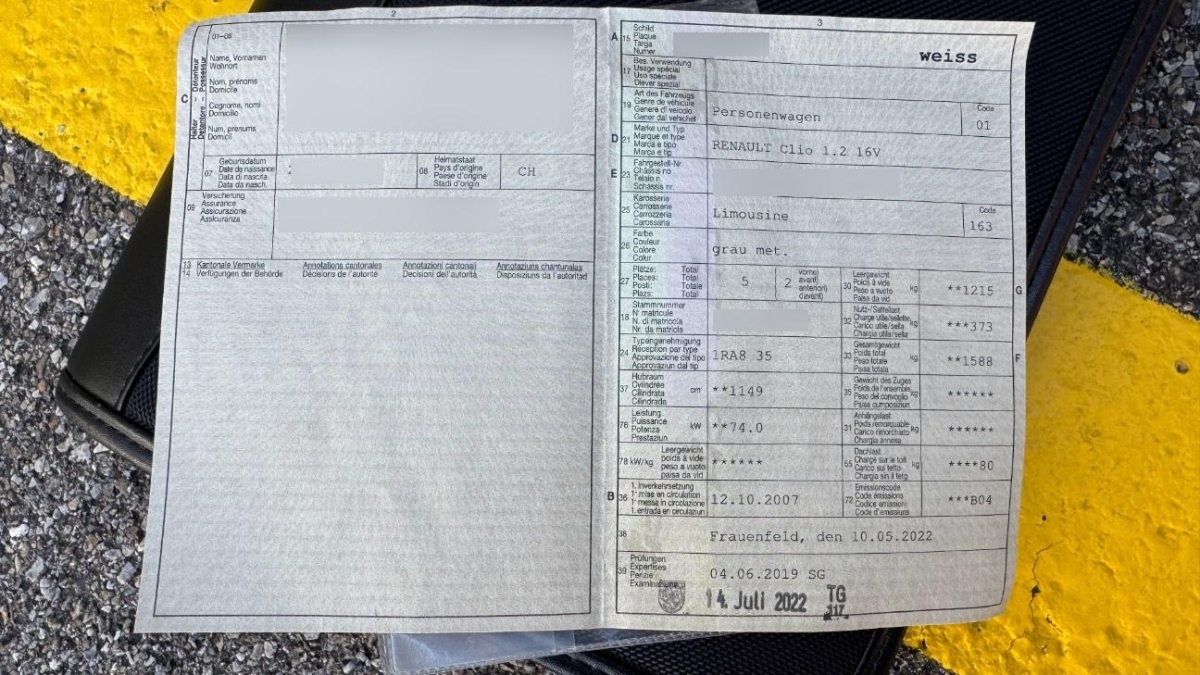 2
01-06
C
Halter - Détenteur
Detentore - Possessur
Name, Vornamen
Wohnort
Nom, prénoms
Domicile
Cognome, nomi
Domicilio
Num, prenums
Domicil
07
Geburtsdatum
Date de naissance
Data di nascita
Data da nasch.
08
Heimatstaat
Pays d'origine
Paese d'origine
Stadi d'origin
CH
09
Versicherung
Assurance
Assicurazione
Assicuranza
13
14
Kantonale Vermerke
Verfügungen der Behörde
Annotations cantonales
Décisions de l'autorité
Annotazioni cantonali
Decisioni dell'autorità
Annotaziuns chantunalas
Disposiziuns da l'autoritad
3
A 15
Schild
Plaque
Targa
Numer
weiss
17
Bes. Verwendung
Usage spécial
Uso speciale
Diever spezial
19
Art des Fahrzeugs
Genre de véhicule
Genere di veicolo
Gener dal vehichel
Personenwagen
Code
01
D 21
Marke und Typ
Marque et type
Marca e tipo
Marca e tip
RENAULT Clio 1.2 16V
E 23
Fahrgestell-Nr.
Châssis no
Telaio n.
Schassis nr.
25
Karosserie
Carrosserie
Carrozzeria
Carossaria
Limousine
Code
163
26
Farbe
Couleur
Colore
Colur
grau met.
27
Plätze: Total
Places: Total
Posti: Totale
Plazs: Total
5
2
vorne)
avant)
anteriori)
davant)
30
Leergewicht
Poids à vide
Peso a vuoto
Paisa da vid
kg
**1215
G
18
Stammnummer
N° matricule
N. di matricola
Nr. da matricla
32
Nutz-/Sattellast
Charge utile/sellette
Carico utile/sella
Chargia utila/sella
kg
***373
24
Typengenehmigung
Réception par type
Approvazione del tipo
Approvaziun dal tip
1RA8 35
33
Gesamtgewicht
Poids total
Peso totale
Paisa totala
kg
**1588
F
37
Hubraum
Cylindrée
Cilindrata
Cilindrada
cm³
**1149
35
Gewicht des Zuges
Poids de l'ensemble
Peso del convoglio
Paisa cumposiziun
kg
******
76
Leistung
Puissance
Potenza
Prestaziun
kW
**74.0
31
Anhängelast
Poids remorquable
Carico rimorchiato
Chargia annexa
kg
******
78 kW/kg
Leergewicht
poids à vide
peso a vuoto
paisa da vid
******
55
Dachlast
Charge sur le toit
Carico sul tetto
Chargia sin il tetg
kg
****80
B 36
1. Inverkehrsetzung
1re mise en circulation
1a messa in circolazione
1. entrada en circulaziun
12.10.2007
72
Emissionscode
Code émissions
Codice emissioni
Code d'emissiuns
***B04
38
Frauenfeld, den 10.05.2022
39
Prüfungen
Expertises
Perizie
04.06.2019 SG
14. Juli 2022
TG